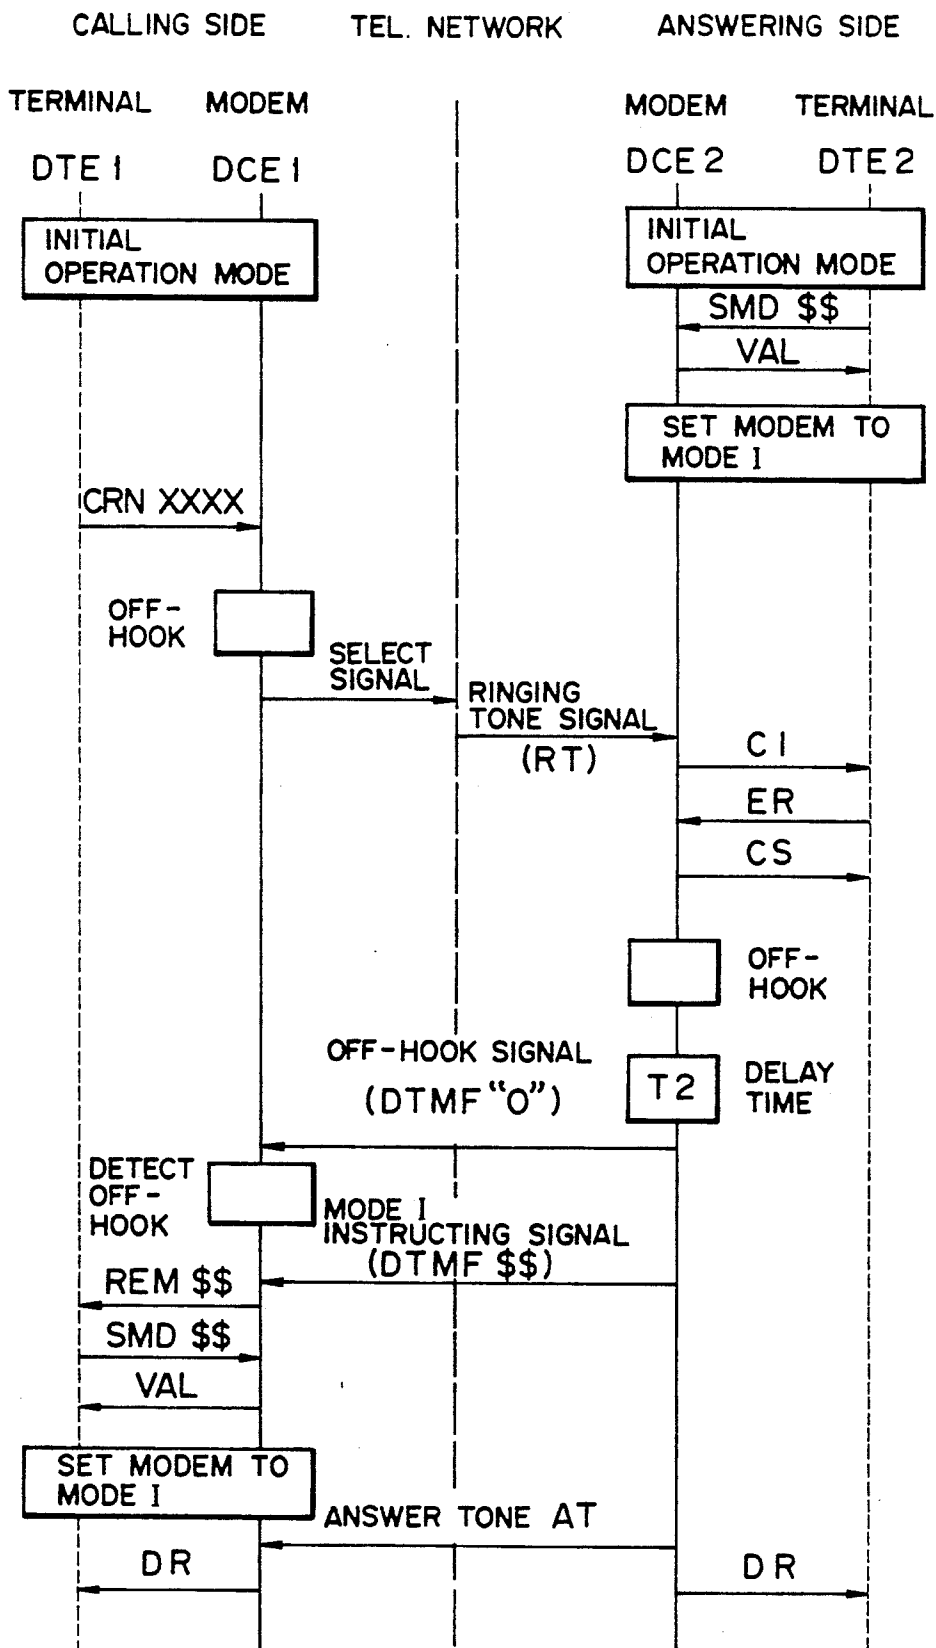 CALLING SIDE TEL. NETWORK ANSWERING SIDE
TERMINAL MODEM MODEM TERMINAL
DTE 1 DCE 1 DCE 2 DTE 2
INITIAL
OPERATION MODE
INITIAL
OPERATION MODE
SMD $$
VAL
SET MODEM TO
MODE I
CRN XXXX
OFF-
HOOK
SELECT
SIGNAL
RINGING
TONE SIGNAL
(RT)
CI
ER
CS
OFF-
HOOK
OFF-HOOK SIGNAL
(DTMF "0")
T2
DELAY
TIME
DETECT
OFF-
HOOK
MODE I
INSTRUCTING SIGNAL
(DTMF $$)
REM $$
SMD $$
VAL
SET MODEM TO
MODE I
ANSWER TONE AT
DR
DR